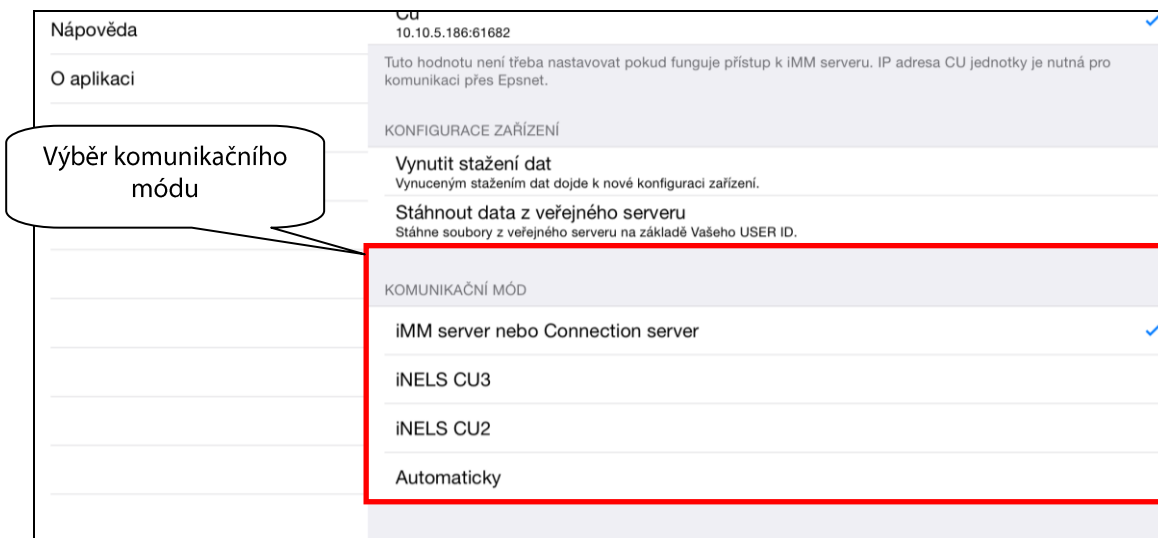 Nápověda
O aplikaci
Výběr komunikačního
módu
Cu
10.10.5.186:61682
Tuto hodnotu není třeba nastavovat pokud funguje přístup k iMM serveru. IP adresa CU jednotky je nutná pro
komunikaci přes Epsnet.
KONFIGURACE ZAŘÍZENÍ
Vynutit stažení dat
Vynuceným stažením dat dojde k nové konfiguraci zařízení.
Stáhnout data z veřejného serveru
Stáhne soubory z veřejného serveru na základě Vašeho USER ID.
KOMUNIKAČNÍ MÓD
iMM server nebo Connection server
iNELS CU3
iNELS CU2
Automaticky